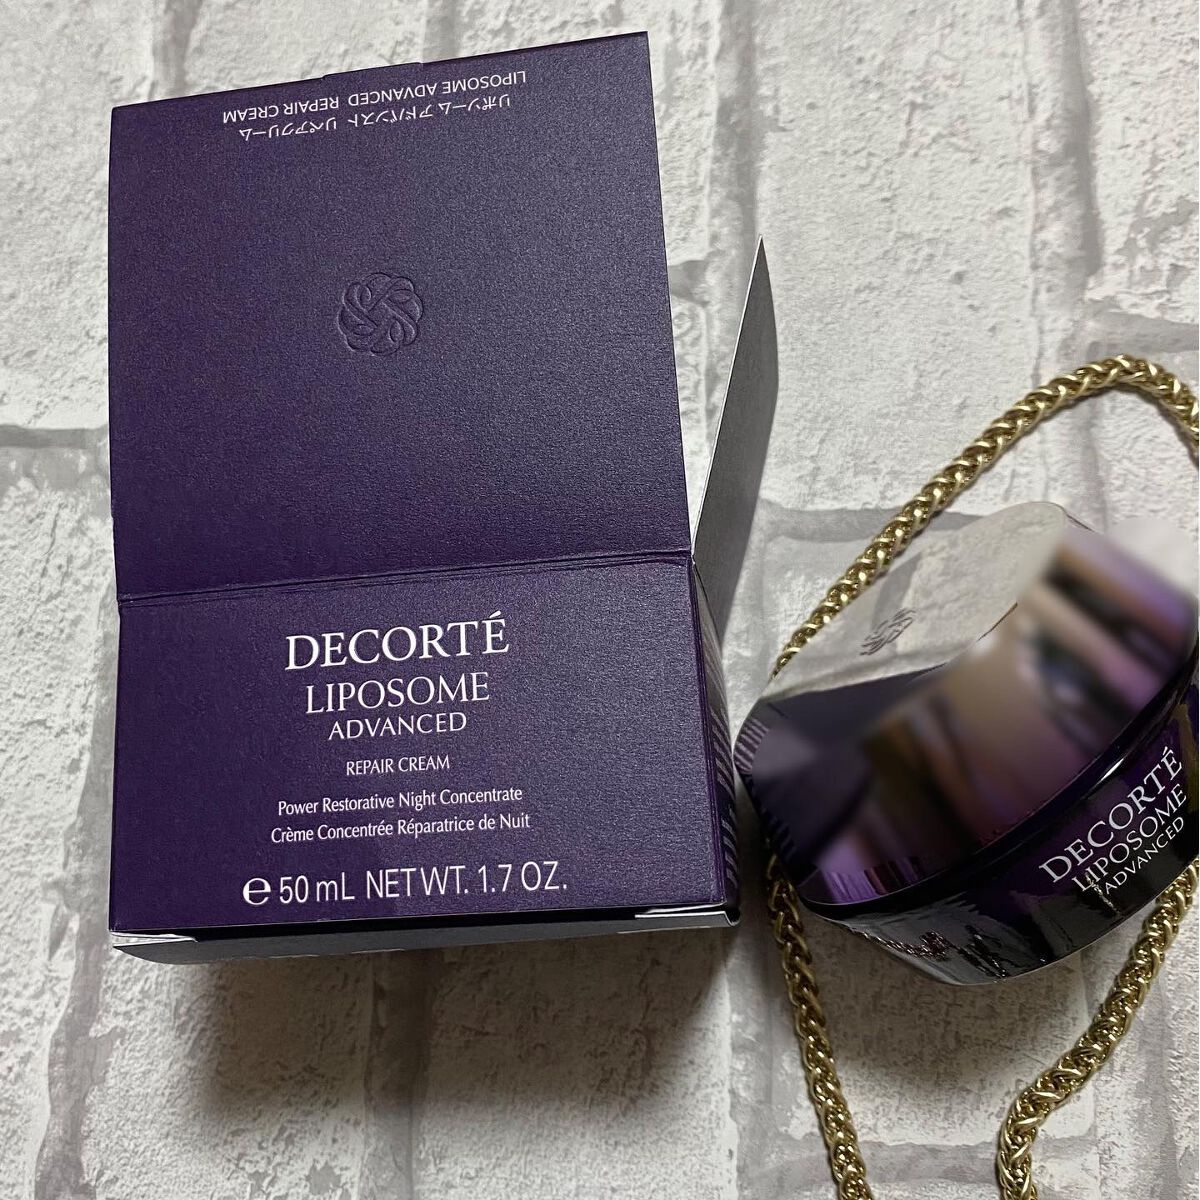 リポソーム アドバンスト リペアクリーム
LIPOSOME ADVANCED REPAIR CREAM
DECORTÉ
LIPOSOME
ADVANCED
REPAIR CREAM
Power Restorative Night Concentrate
Crème Concentrée Réparatrice de Nuit
℮ 50 mL NET WT. 1.7 OZ.
DECORTÉ
LIPOSOME
ADVANCED